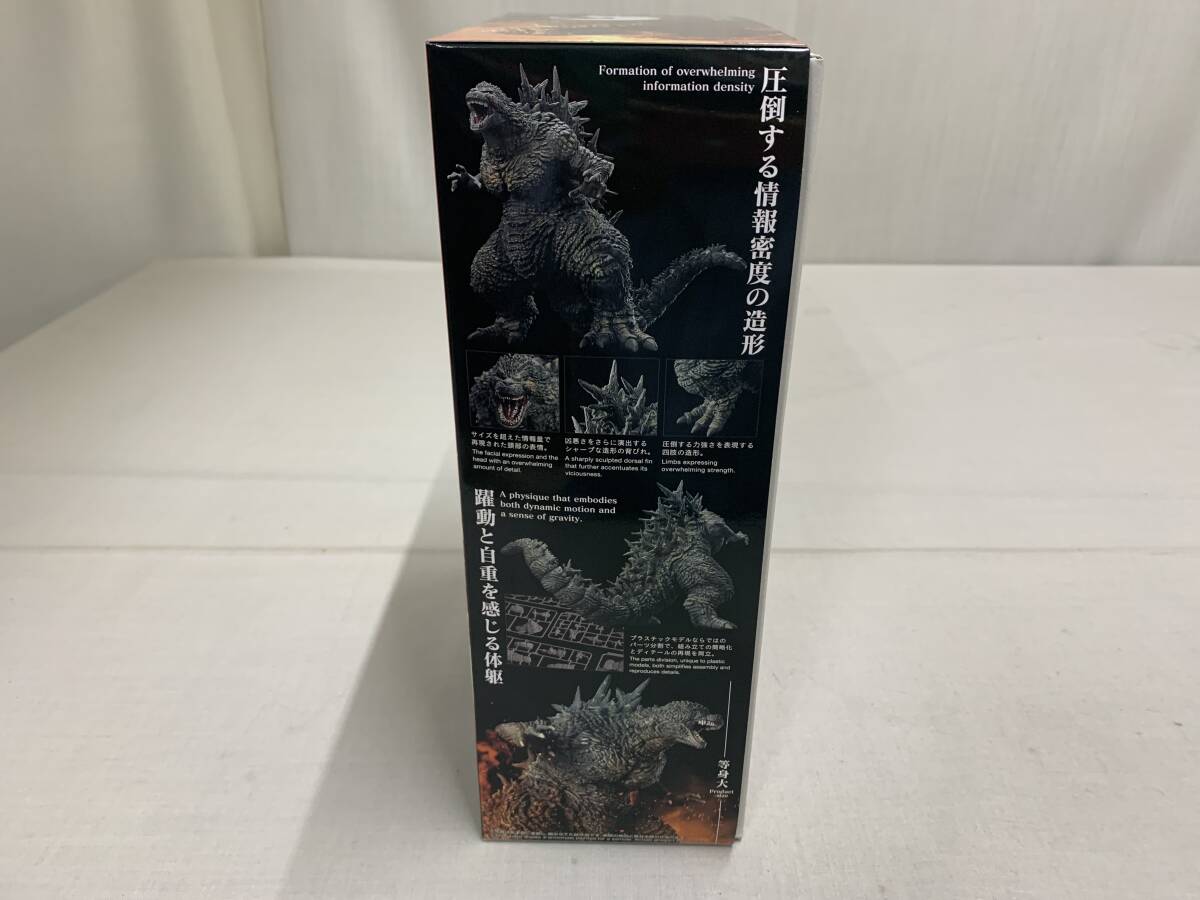 Formation of overwhelming
information density
圧倒する情報密度の造形
サイズを超えた情報量で
再現された頭部の表情。
The facial expression and the
head with an overwhelming
amount of detail.
凶悪さをさらに演出する
シャープな造形の背びれ。
A sharply sculpted dorsal fin
that further accentuates its
viciousness.
圧倒する力強さを表現する
四肢の造形。
Limbs expressing
overwhelming strength.
躍動と自重を感じる体躯
A physique that embodies
both dynamic motion and
a sense of gravity.
プラスチックモデルならではの
パーツ分割で、組み立ての簡略化
とディテールの再現を両立。
The parts division, unique to plastic
models, both simplifies assembly and
reproduces details.
等身大
Product
size